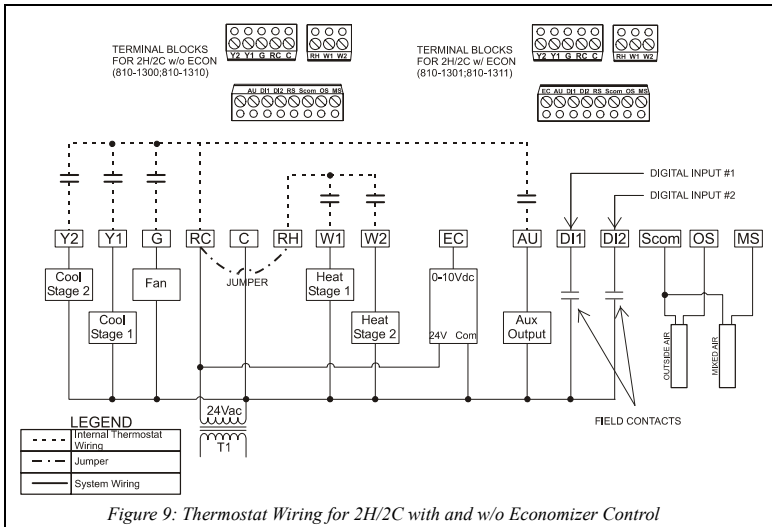 TERMINAL BLOCKS
FOR 2H/2C w/o ECON
(810-1300;810-1310)
Y2 Y1 G RC C
RH W1 W2
AU DI1 DI2 RS Scom OS MS
TERMINAL BLOCKS
FOR 2H/2C w/ ECON
(810-1301;810-1311)
Y2 Y1 G RC C
RH W1 W2
EC AU DI1 DI2 RS Scom OS MS
DIGITAL INPUT #1
DIGITAL INPUT #2
Y2 Y1 G RC C RH W1 W2 EC AU DI1 DI2 Scom OS MS
JUMPER
Cool
Stage 2
Cool
Stage 1
Fan
Heat
Stage 1
Heat
Stage 2
0-10Vdc
24V Com
Aux
Output
OUTSIDE AIR
MIXED AIR
FIELD CONTACTS
24Vac
T1
LEGEND
Internal Thermostat
Wiring
Jumper
System Wiring
Figure 9: Thermostat Wiring for 2H/2C with and w/o Economizer Control